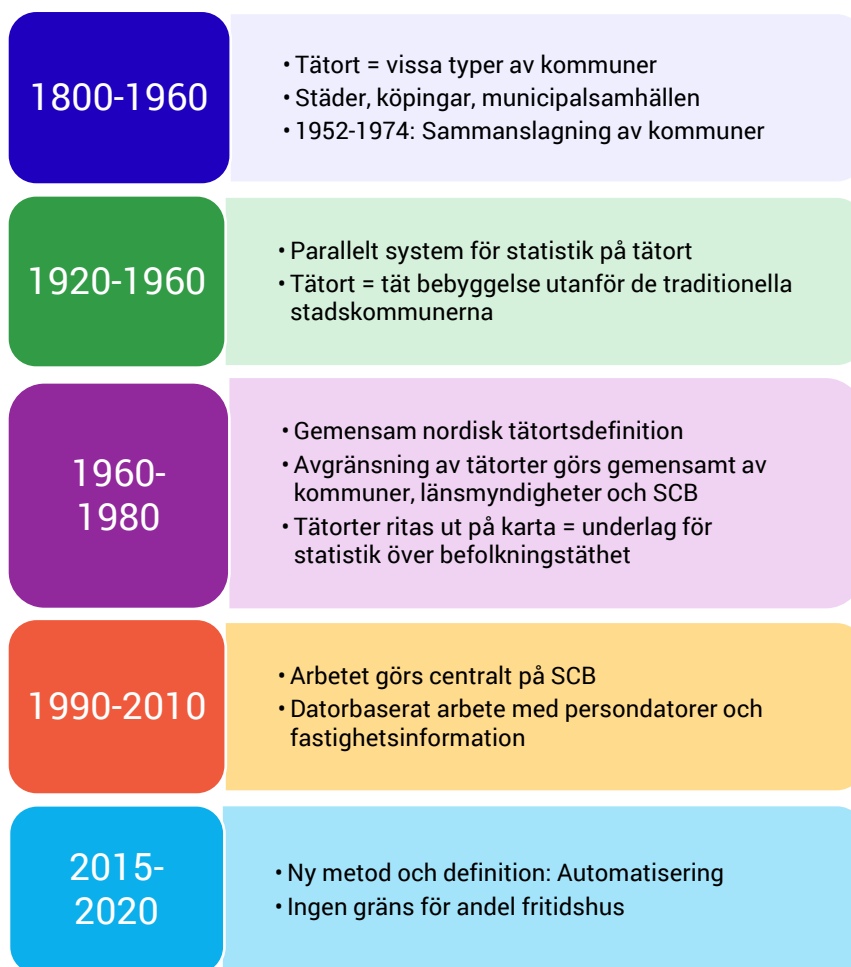 1800-1960
• Tätort = vissa typer av kommuner
• Städer, köpingar, municipalsamhällen
• 1952-1974: Sammanslagning av kommuner
1920-1960
• Parallelt system för statistik på tätort
• Tätort = tät bebyggelse utanför de traditionella
stadskommunerna
1960-
1980
• Gemensam nordisk tätortsdefinition
• Avgränsning av tätorter görs gemensamt av
kommuner, länsmyndigheter och SCB
• Tätorter ritas ut på karta = underlag för
statistik över befolkningstäthet
1990-2010
• Arbetet görs centralt på SCB
• Datorbaserat arbete med persondatorer och
fastighetsinformation
2015-
2020
• Ny metod och definition: Automatisering
• Ingen gräns för andel fritidshus